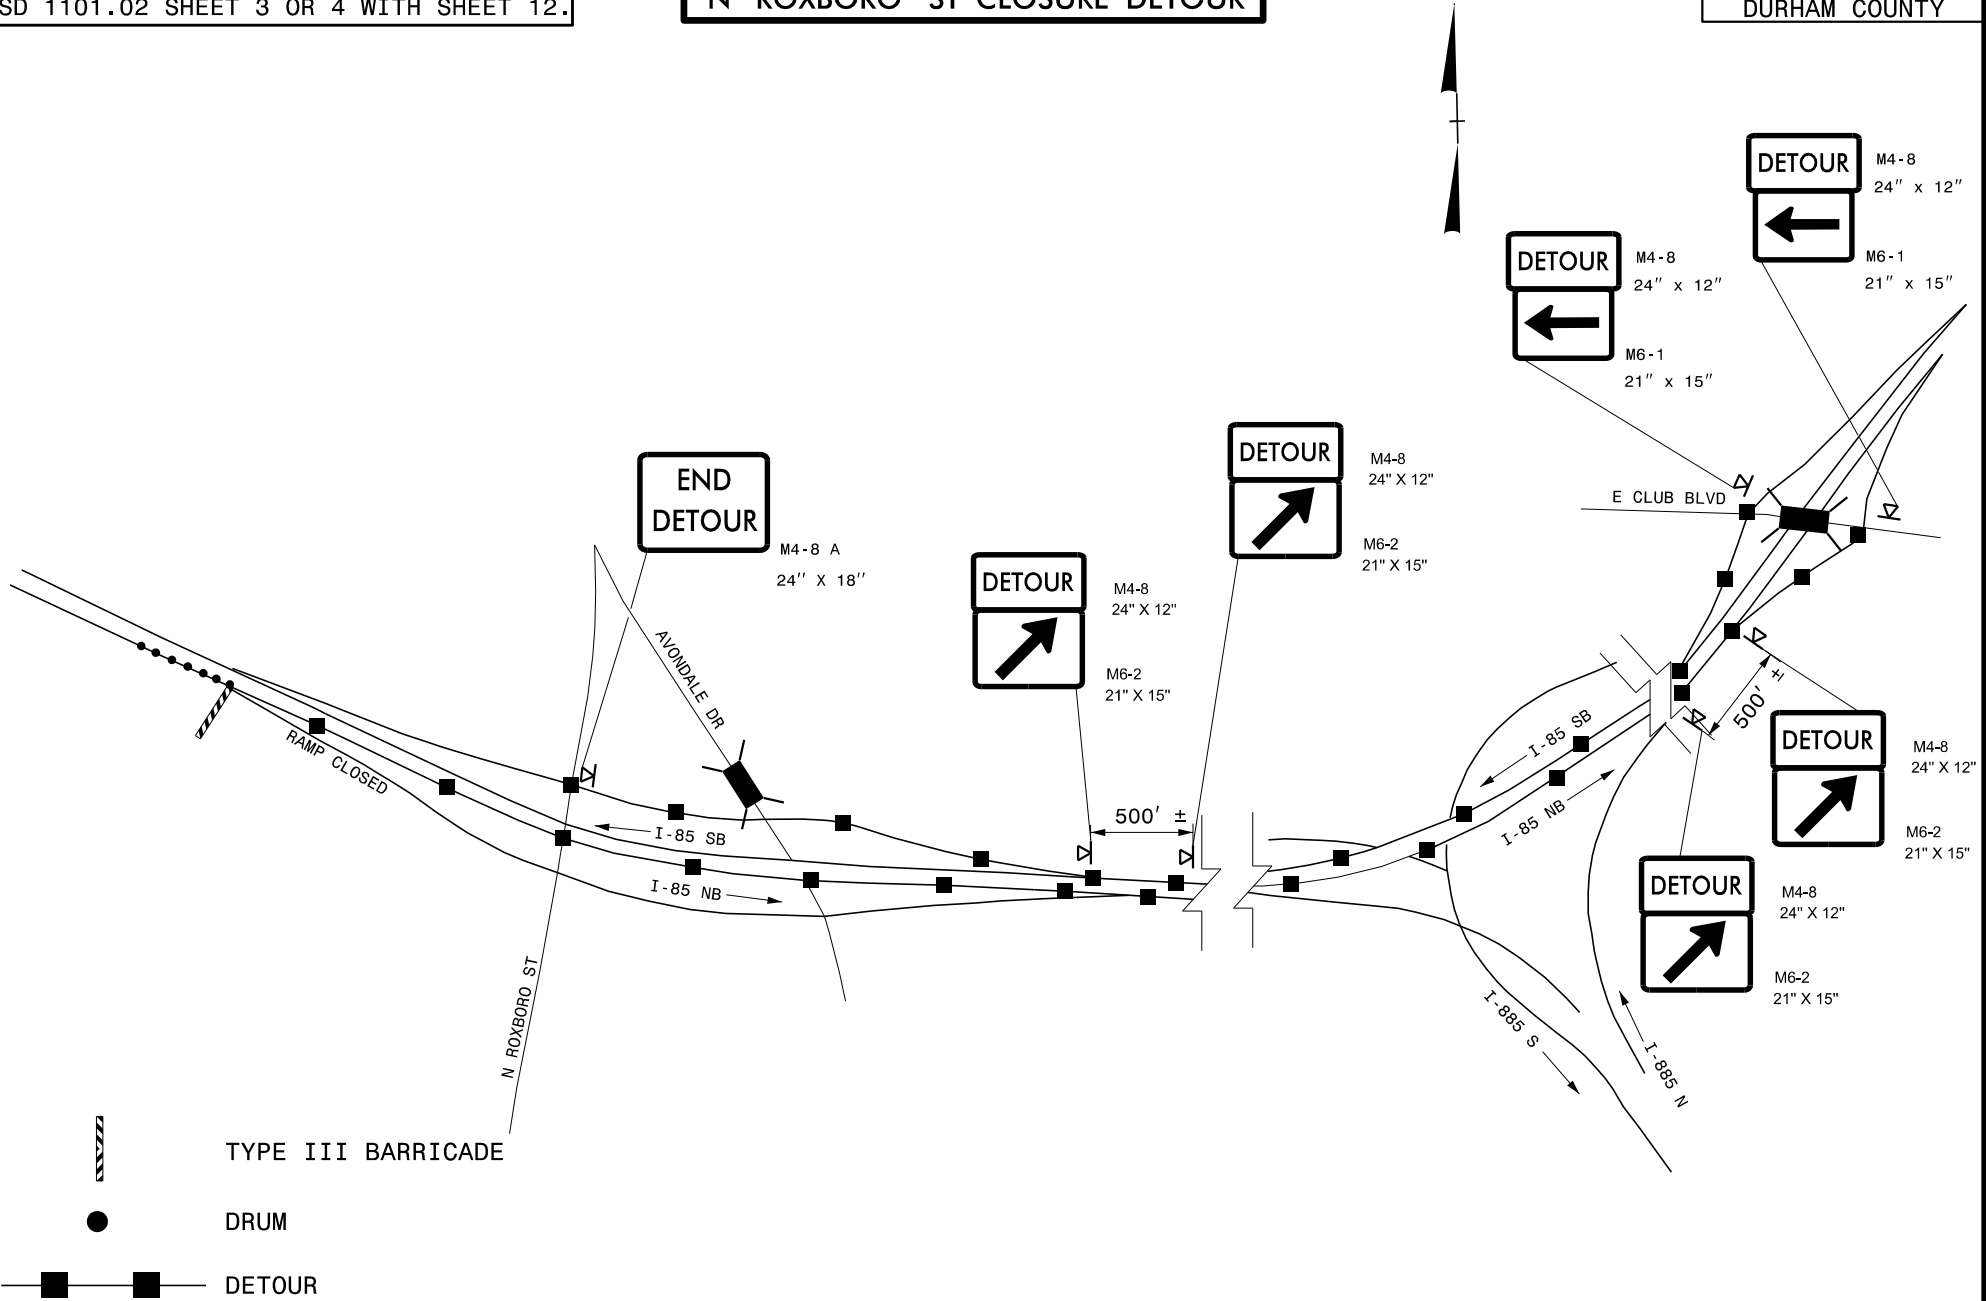 SD 1101.02 SHEET 3 OR 4 WITH SHEET 12.
N ROXBORO ST CLOSURE DETOUR
DURHAM COUNTY
DETOUR
M4-8
24" x 12"
M6-1
21" x 15"
DETOUR
M4-8
24" x 12"
M6-1
21" x 15"
DETOUR
M4-8
24" X 12"
M6-2
21" X 15"
END
DETOUR
M4-8 A
24'' X 18''
DETOUR
M4-8
24" X 12"
M6-2
21" X 15"
E CLUB BLVD
AVONDALE DR
RAMP CLOSED
500' ±
500' ±
I-85 SB
I-85 NB
I-85 SB
I-85 NB
DETOUR
M4-8
24" X 12"
M6-2
21" X 15"
DETOUR
M4-8
24" X 12"
M6-2
21" X 15"
N ROXBORO ST
I-885 S
I-885 N
TYPE III BARRICADE
DRUM
DETOUR